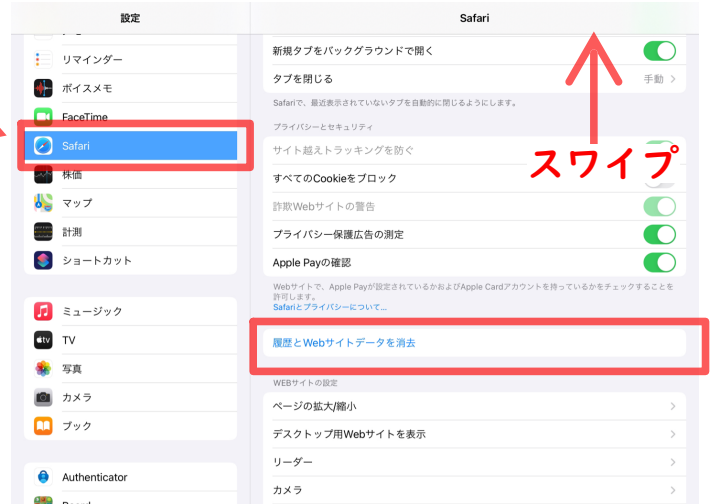 設定
リマインダー
ボイスメモ
FaceTime
Safari
株価
マップ
計測
ショートカット
ミュージック
tv
TV
写真
カメラ
ブック
Authenticator
Safari
新規タブをバックグラウンドで開く
タブを閉じる
手動
Safariで、最近表示されていないタブを自動的に閉じるようにします。
プライバシーとセキュリティ
サイト越えトラッキングを防ぐ
すべてのCookieをブロック
詐欺Webサイトの警告
プライバシー保護広告の測定
Apple Payの確認
Webサイトで、Apple Payが設定されているかおよびApple Cardアカウントを持っているかをチェックすることを
許可します。
Safariとプライバシーについて...
履歴とWebサイトデータを消去
WEBサイトの設定
ページの拡大/縮小
デスクトップ用Webサイトを表示
リーダー
カメラ
スワイプ